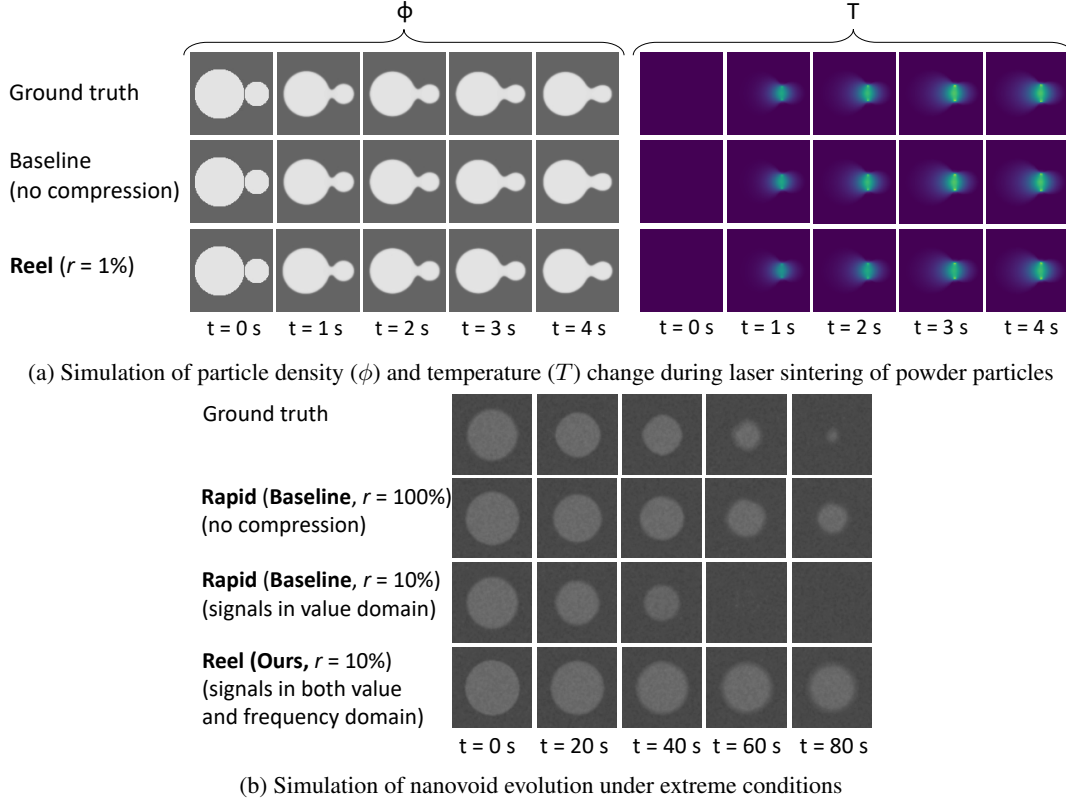 ϕ
T
Ground truth
Baseline
(no compression)
Reel (r = 1%)
t = 0 s t = 1 s t = 2 s t = 3 s t = 4 s t = 0 s t = 1 s t = 2 s t = 3 s t = 4 s
(a) Simulation of particle density (ϕ) and temperature (T) change during laser sintering of powder particles
Ground truth
Rapid (Baseline, r = 100%)
(no compression)
Rapid (Baseline, r = 10%)
(signals in value domain)
Reel (Ours, r = 10%)
(signals in both value
and frequency domain)
t = 0 s t = 20 s t = 40 s t = 60 s t = 80 s
(b) Simulation of nanovoid evolution under extreme conditions